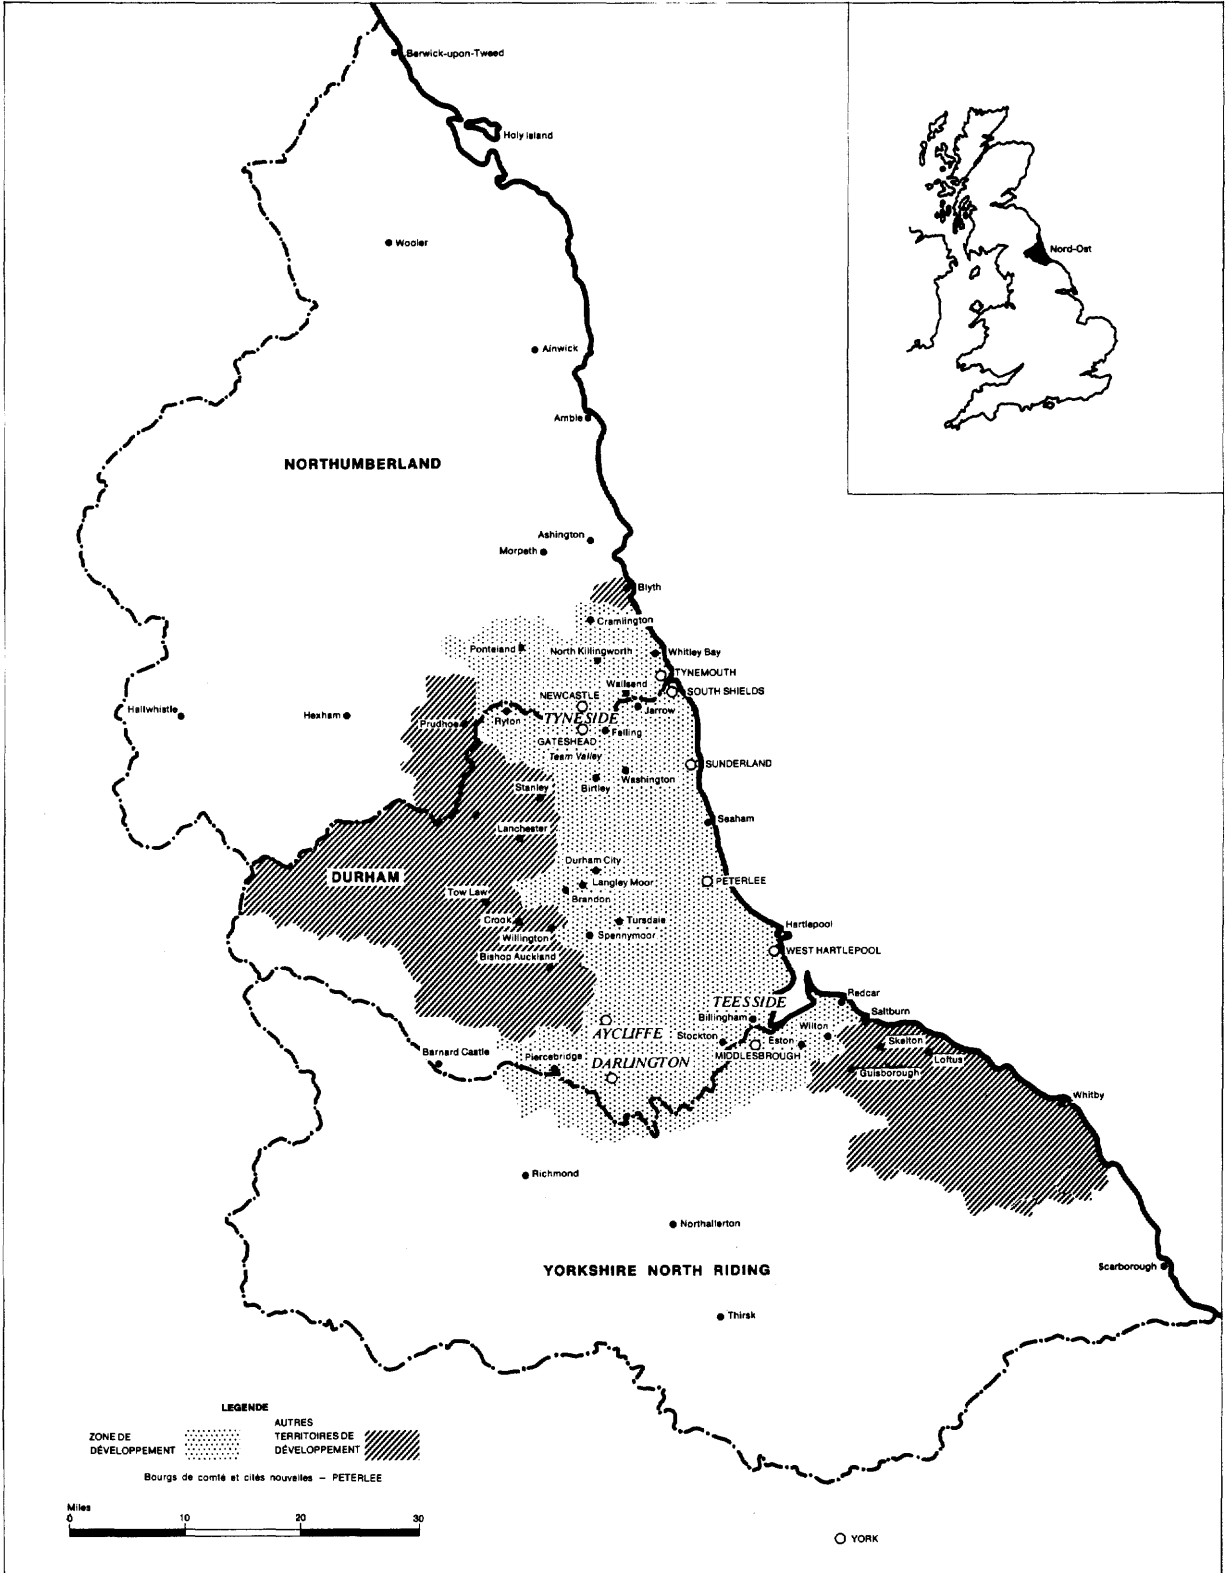 Berwick-upon-Tweed
Holy Island
Wooler
Nord-Ost
Alnwick
Amble
NORTHUMBERLAND
Ashington
Morpeth
Blyth
Cramlington
Ponteland
North Killingworth
Whitley Bay
TYNEMOUTH
Wallsend
SOUTH SHIELDS
NEWCASTLE
Haltwhistle
Hexham
Prudhoe
Ryton
TYNESIDE
Jarrow
Felling
GATESHEAD
Team Valley
SUNDERLAND
Washington
Birtley
Stanley
Seaham
Lanchester
Durham City
DURHAM
Langley Moor
PETERLEE
Tow Law
Brandon
Crook
Tursdale
Hartlepool
Willington
Spennymoor
WEST HARTLEPOOL
Bishop Auckland
Redcar
TEESSIDE
Saltburn
Billingham
AYCLIFFE
Stockton
Wilton
Eston
Skelton
MIDDLESBROUGH
Loftus
Barnard Castle
Piercebridge
DARLINGTON
Guisborough
Whitby
Richmond
Northallerton
YORKSHIRE NORTH RIDING
Scarborough
Thirsk
LEGENDE
ZONE DE
DÉVELOPPEMENT
AUTRES
TERRITOIRES DE
DÉVELOPPEMENT
Bourgs de comté et cités nouvelles – PETERLEE
Miles
0 10 20 30
YORK